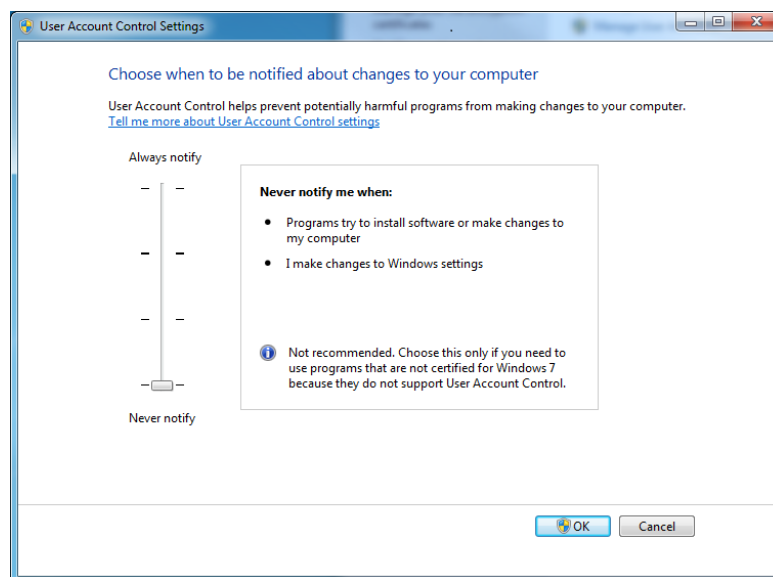 User Account Control Settings
Choose when to be notified about changes to your computer
User Account Control helps prevent potentially harmful programs from making changes to your computer.
Tell me more about User Account Control settings
Always notify
Never notify me when:
Programs try to install software or make changes to
my computer
I make changes to Windows settings
Not recommended. Choose this only if you need to
use programs that are not certified for Windows 7
because they do not support User Account Control.
Never notify
OK
Cancel